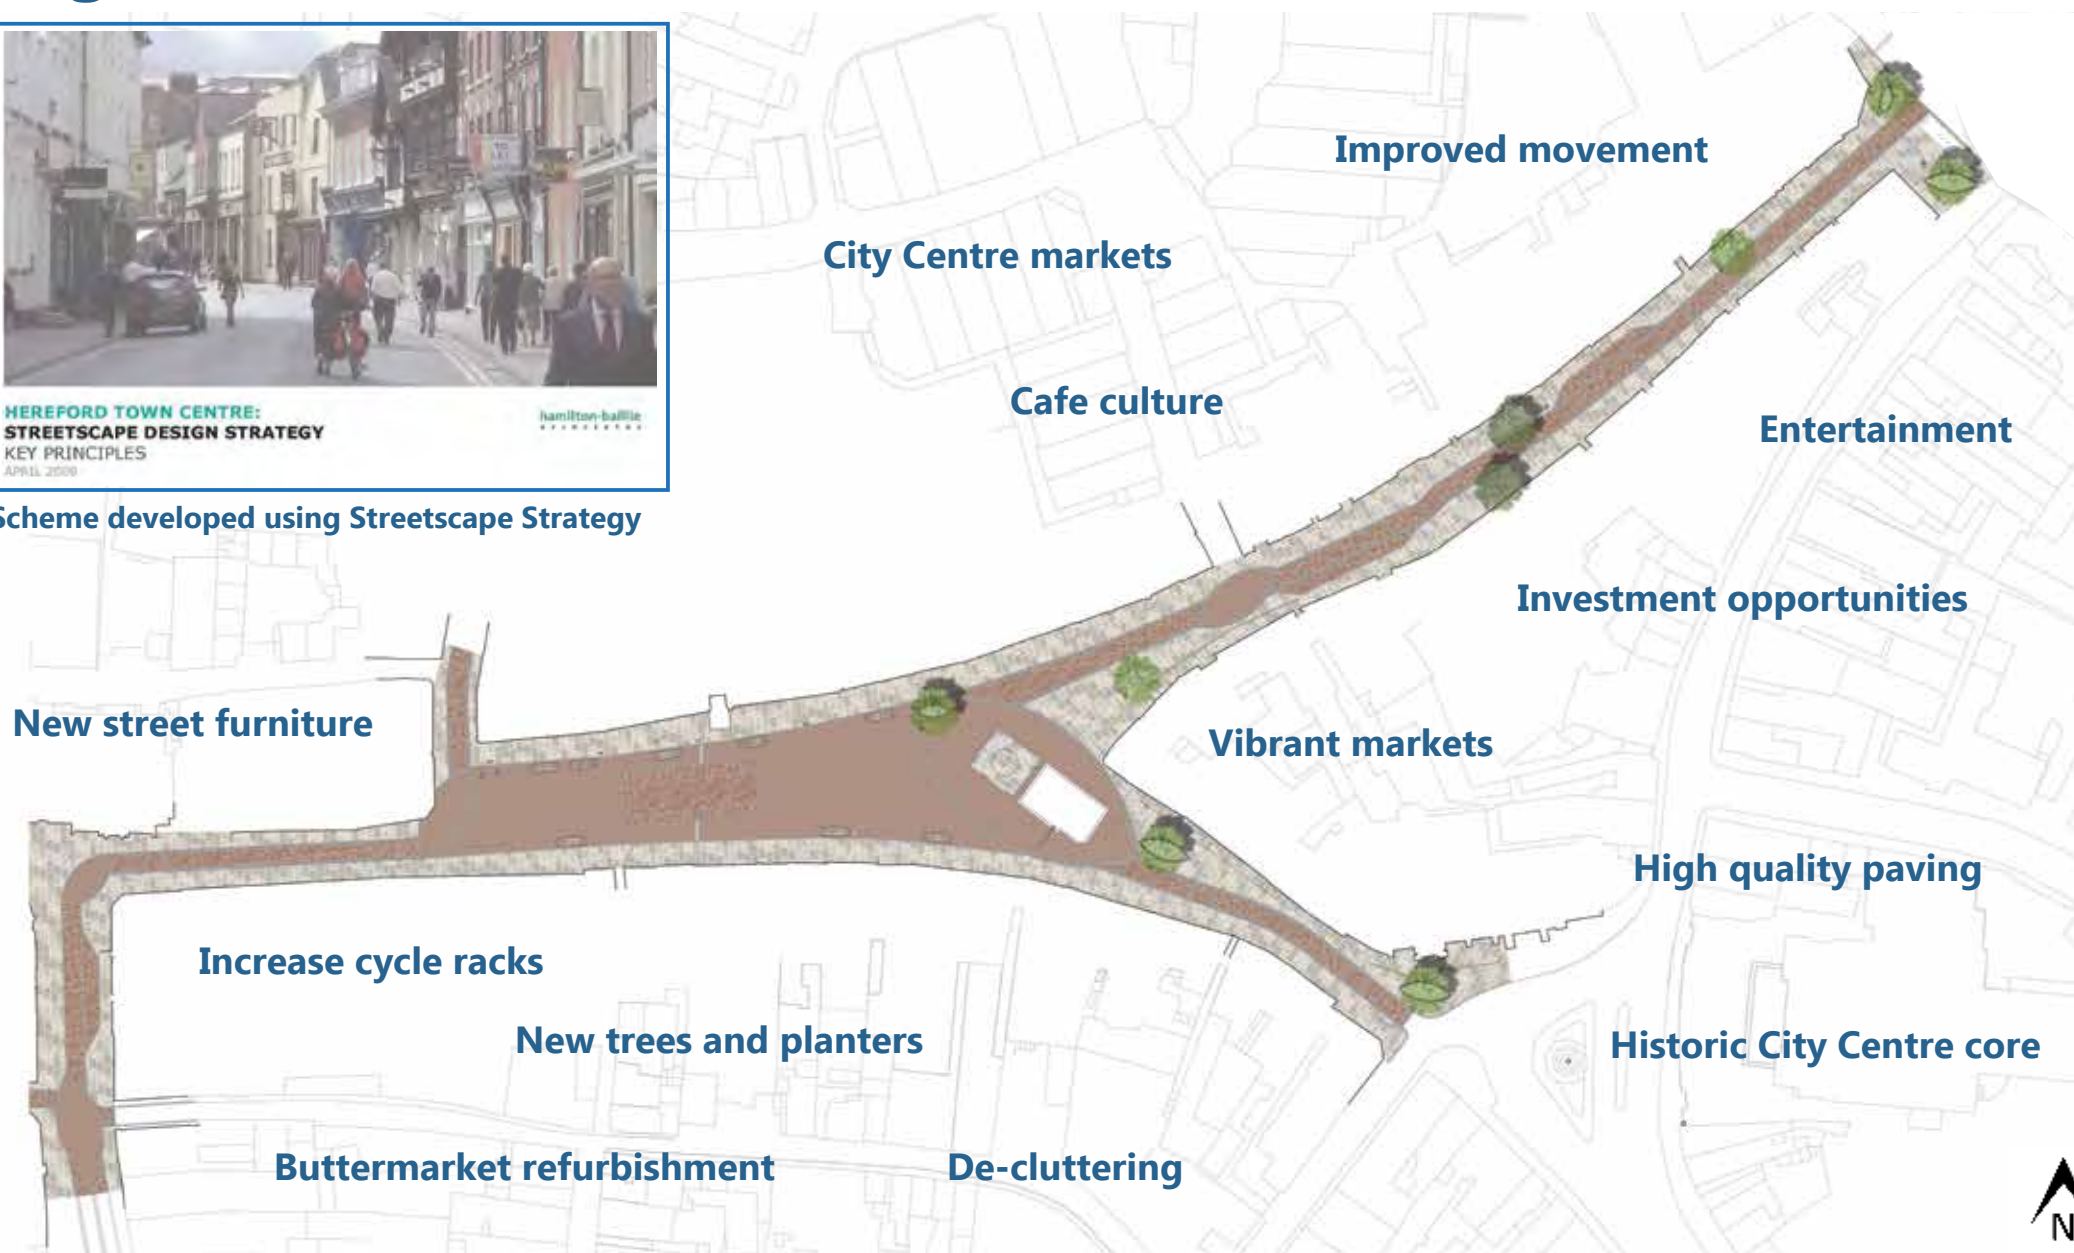 HEREFORD TOWN CENTRE:
STREETSCAPE DESIGN STRATEGY
KEY PRINCIPLES
hamilton-baillie
Scheme developed using Streetscape Strategy
Improved movement
City Centre markets
Cafe culture
Entertainment
Investment opportunities
New street furniture
Vibrant markets
High quality paving
Increase cycle racks
New trees and planters
Historic City Centre core
Buttermarket refurbishment
De-cluttering
N